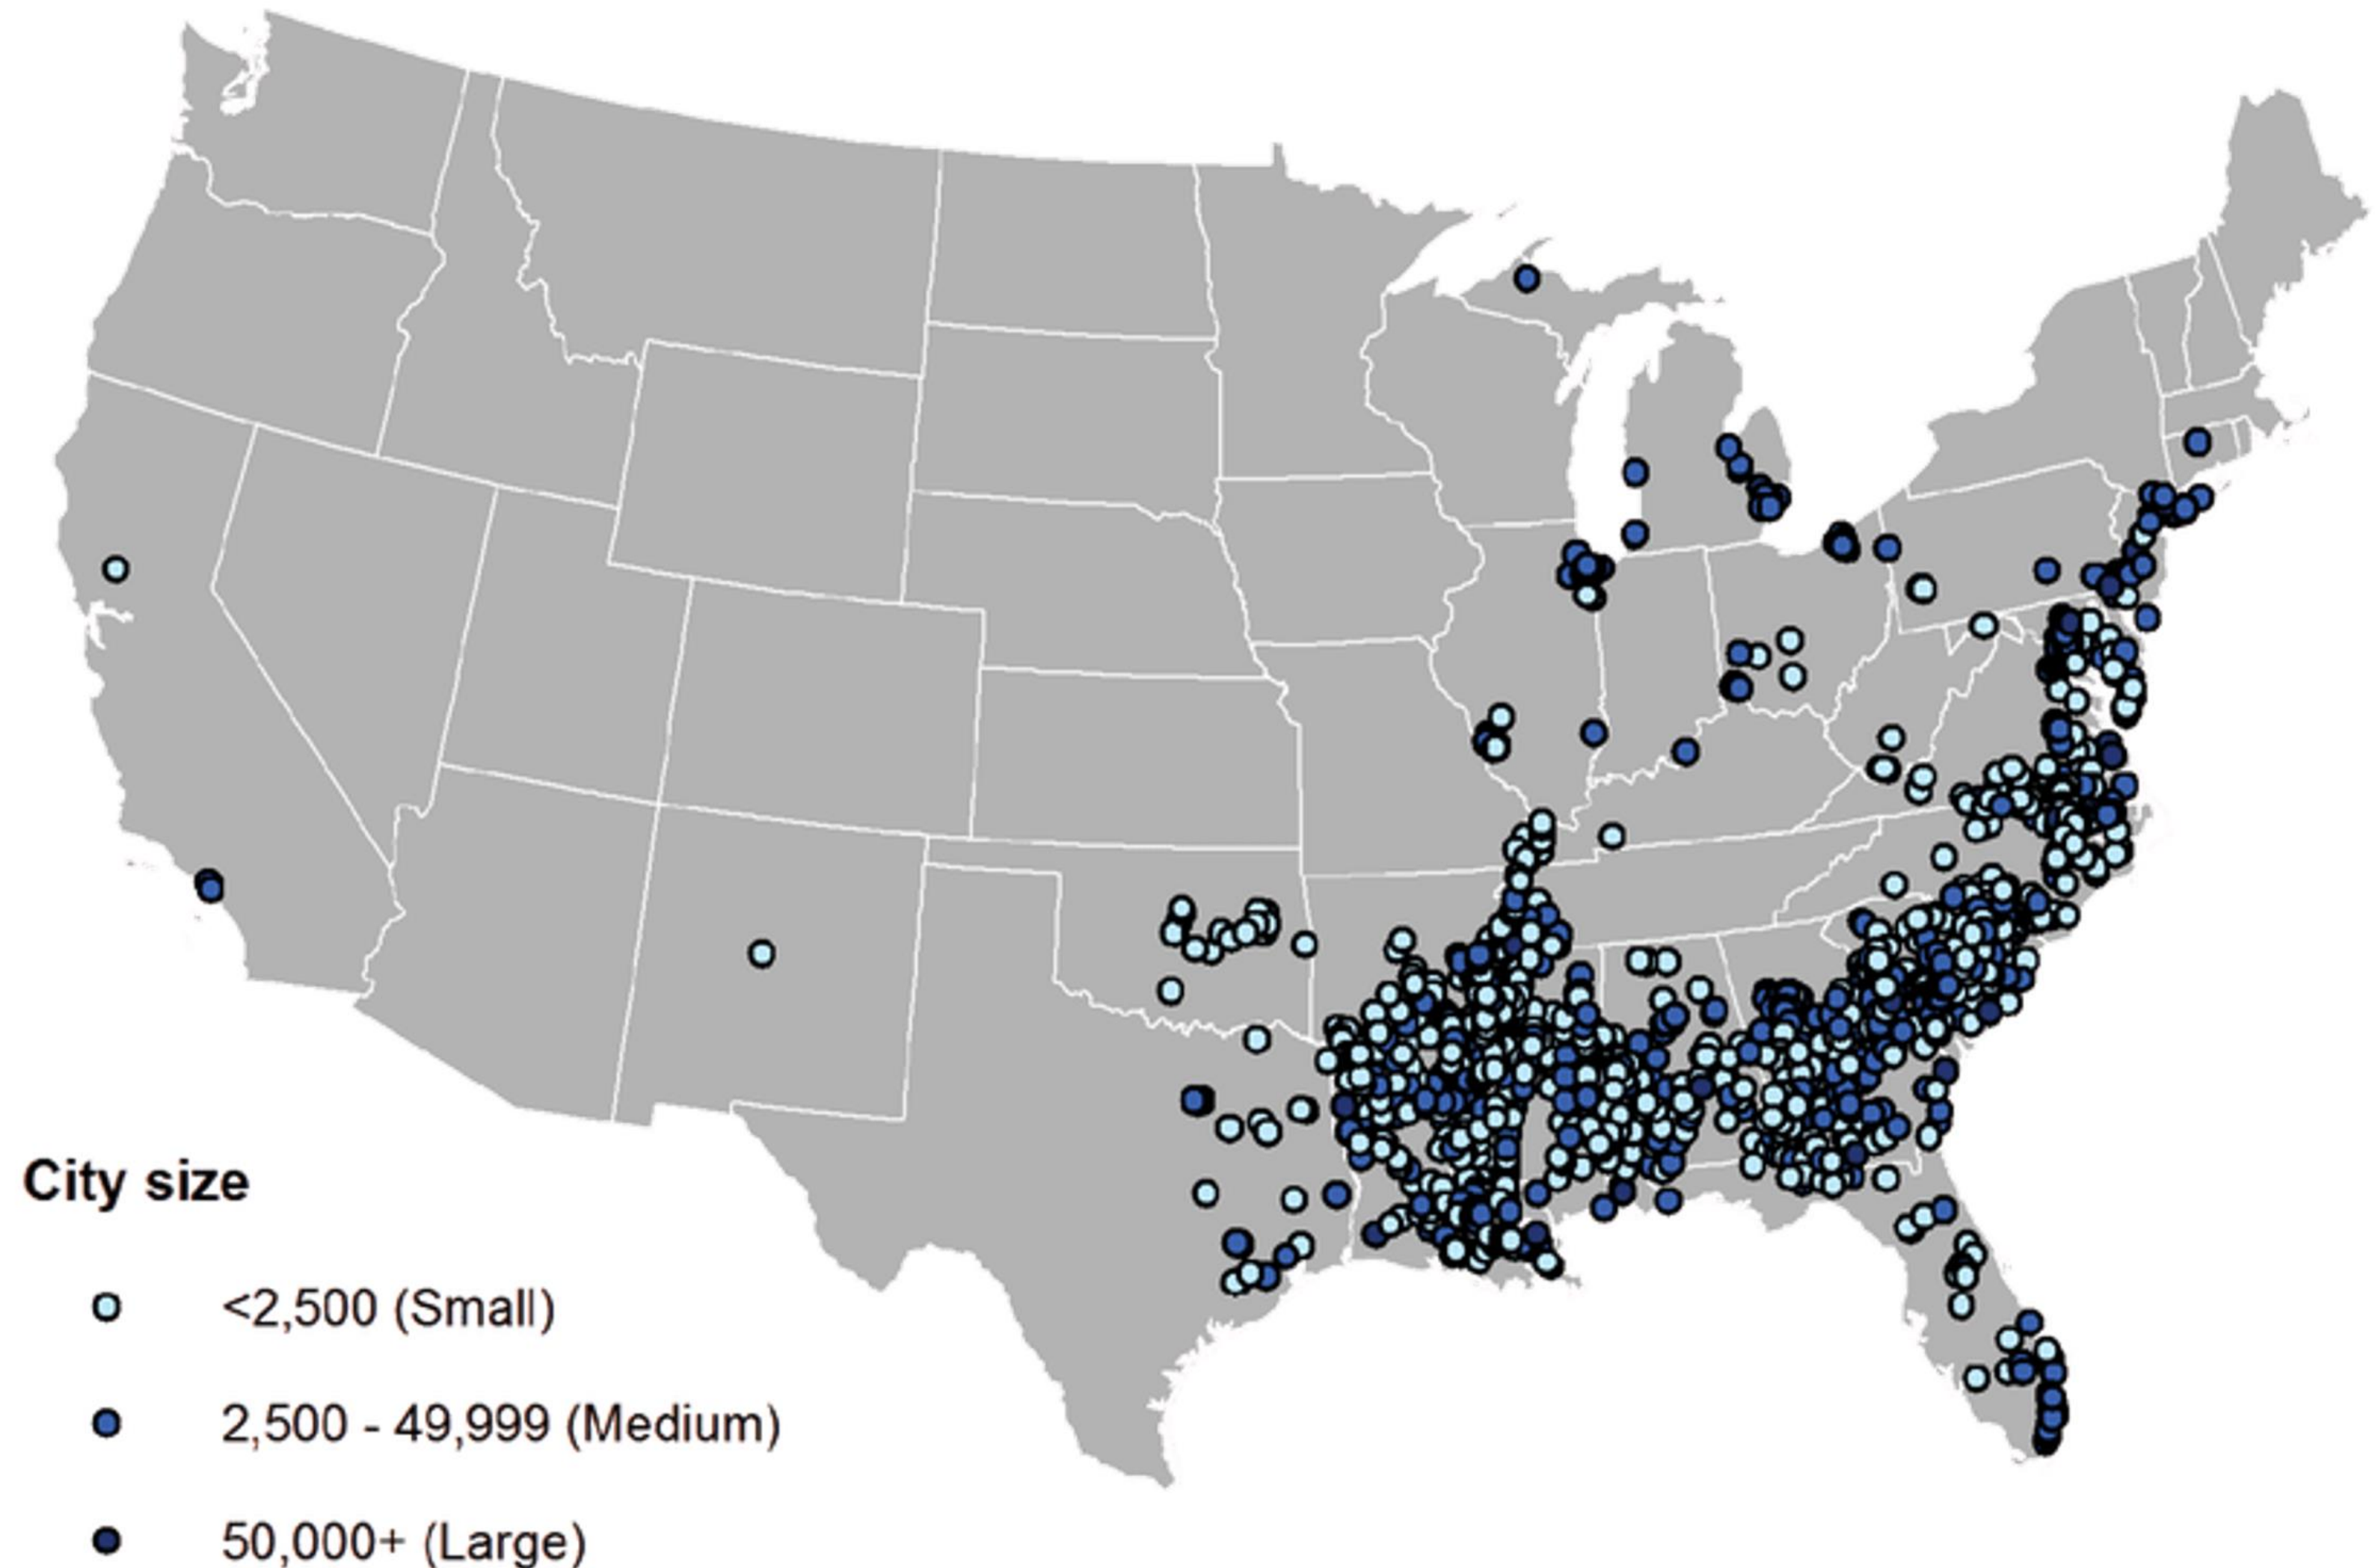 City size
<2,500 (Small)
2,500 - 49,999 (Medium)
50,000+ (Large)